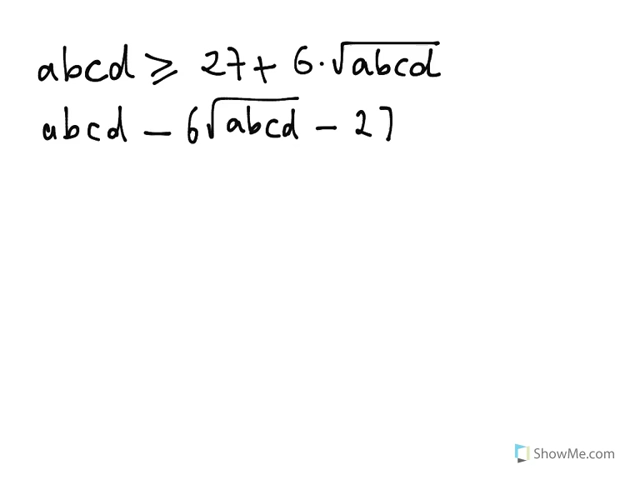 abcd ≥ 27 + 6·√abcd
abcd − 6√abcd − 27
ShowMe.com